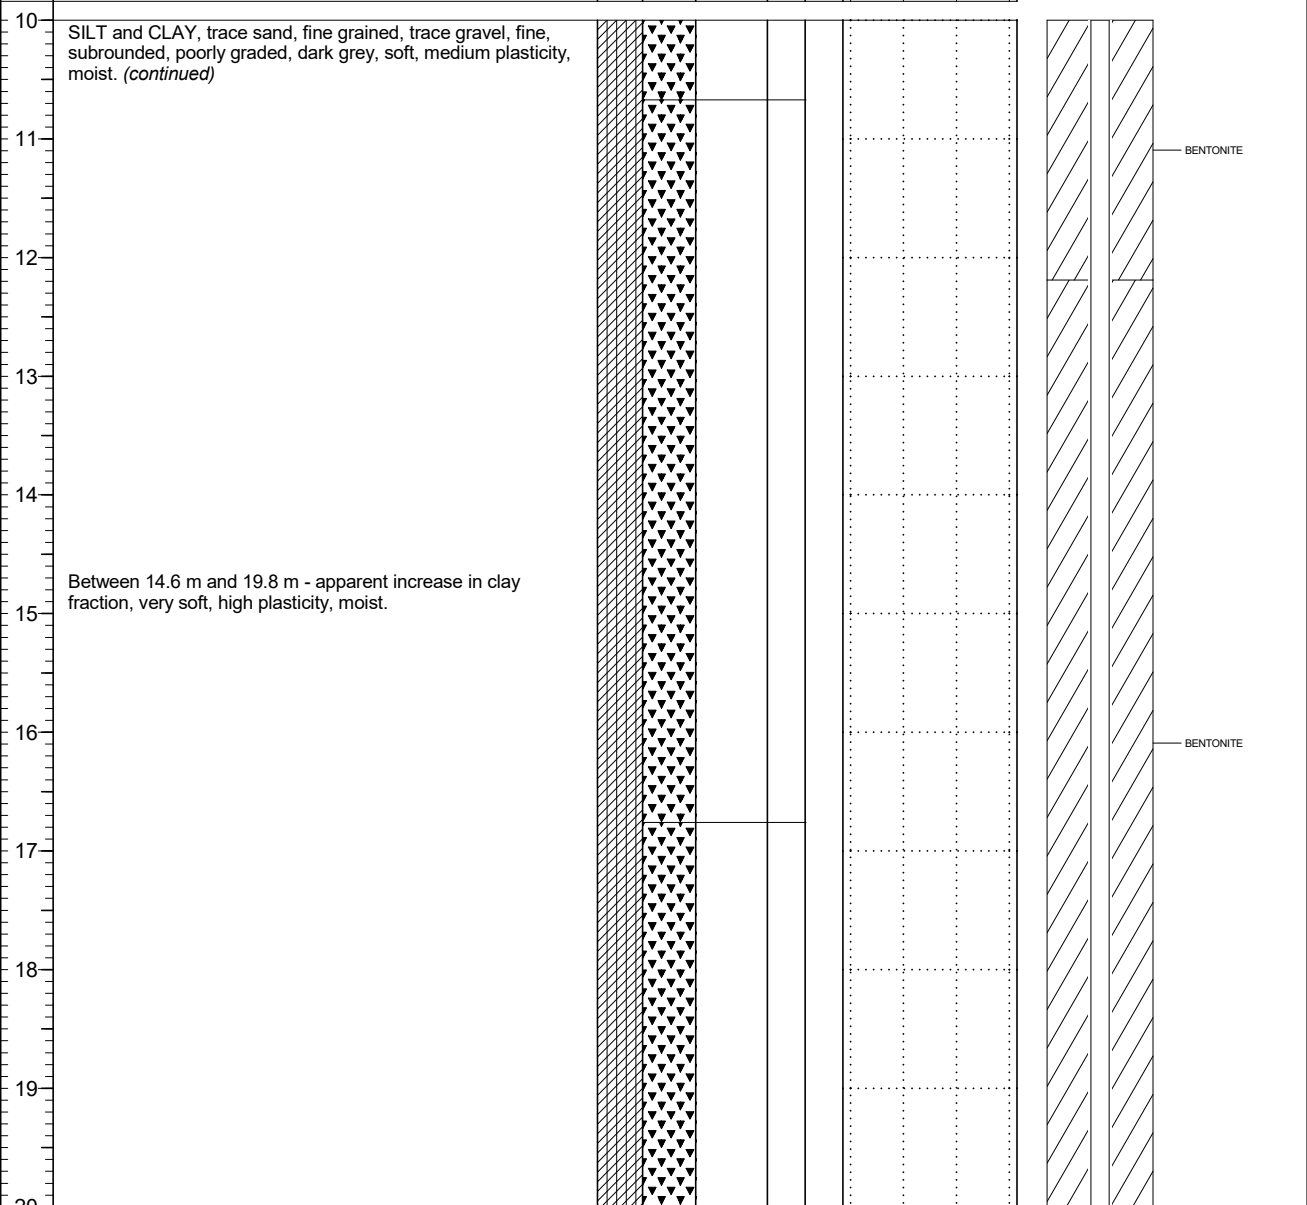 10
SILT and CLAY, trace sand, fine grained, trace gravel, fine,
subrounded, poorly graded, dark grey, soft, medium plasticity,
moist. (continued)
11
BENTONITE
12
13
14
Between 14.6 m and 19.8 m - apparent increase in clay
fraction, very soft, high plasticity, moist.
15
16
BENTONITE
17
18
19
20